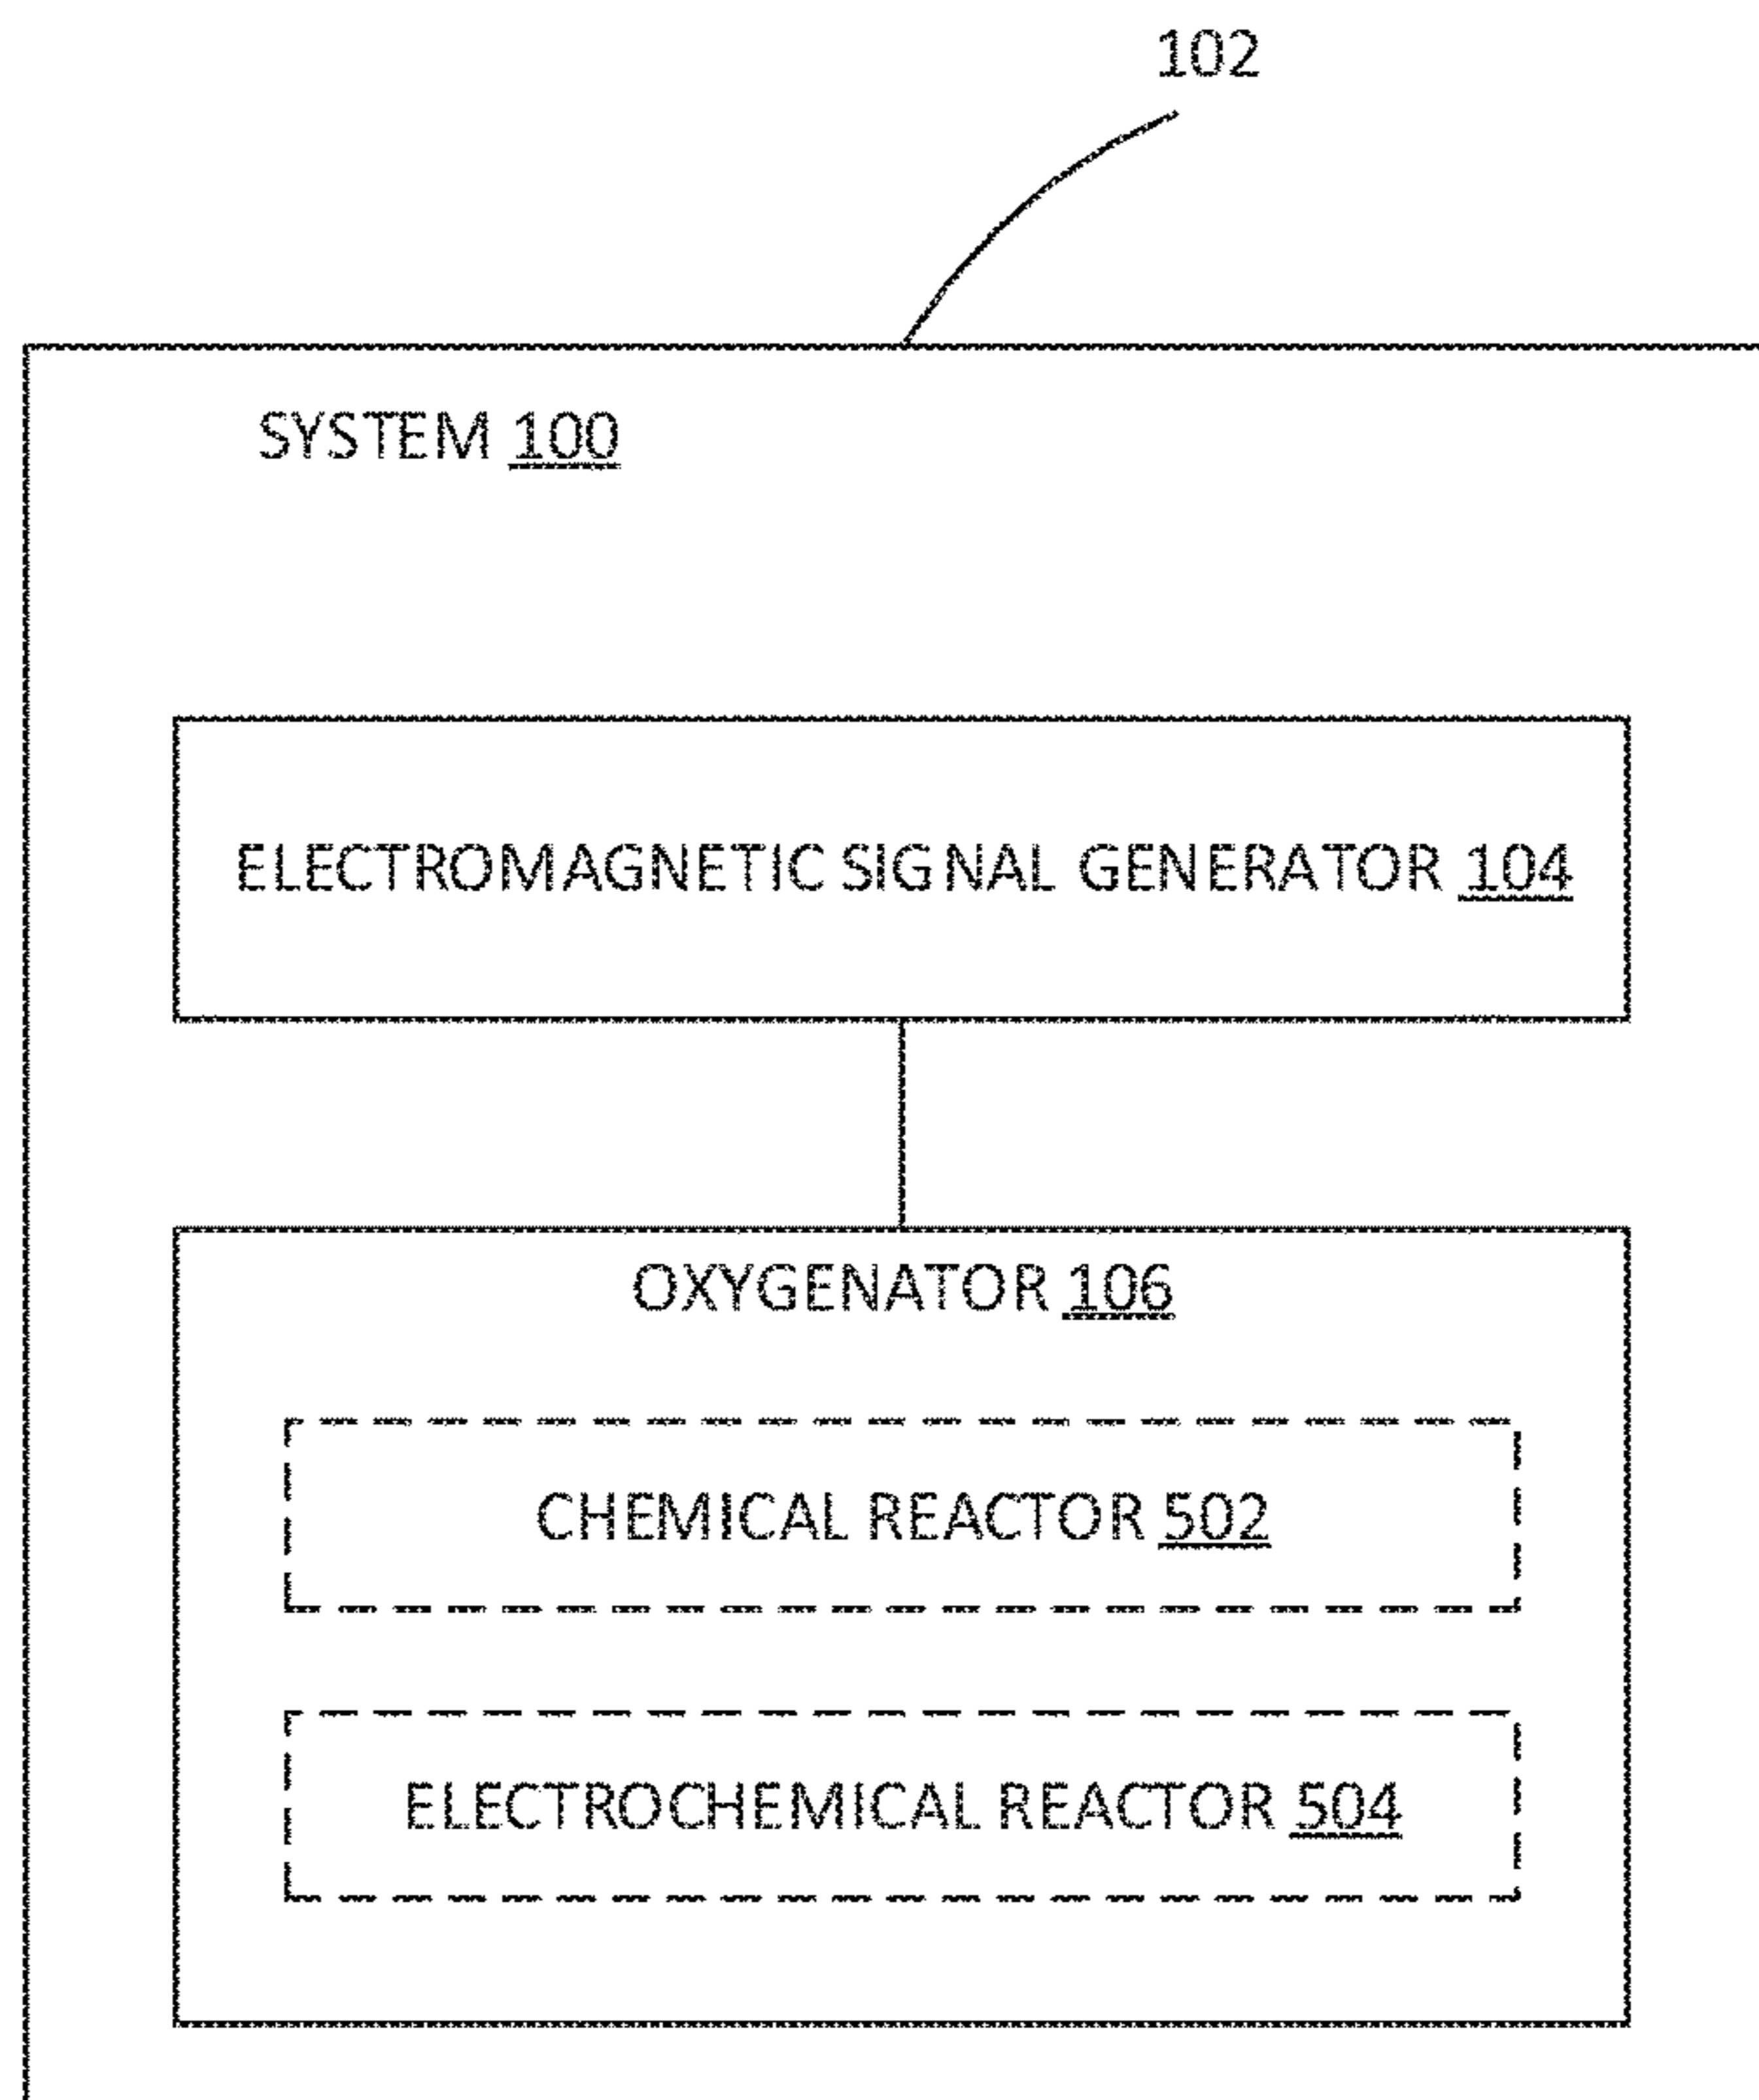 102
SYSTEM 100
ELECTROMAGNETIC SIGNAL GENERATOR 104
OXYGENATOR 106
CHEMICAL REACTOR 502
ELECTROCHEMICAL REACTOR 504